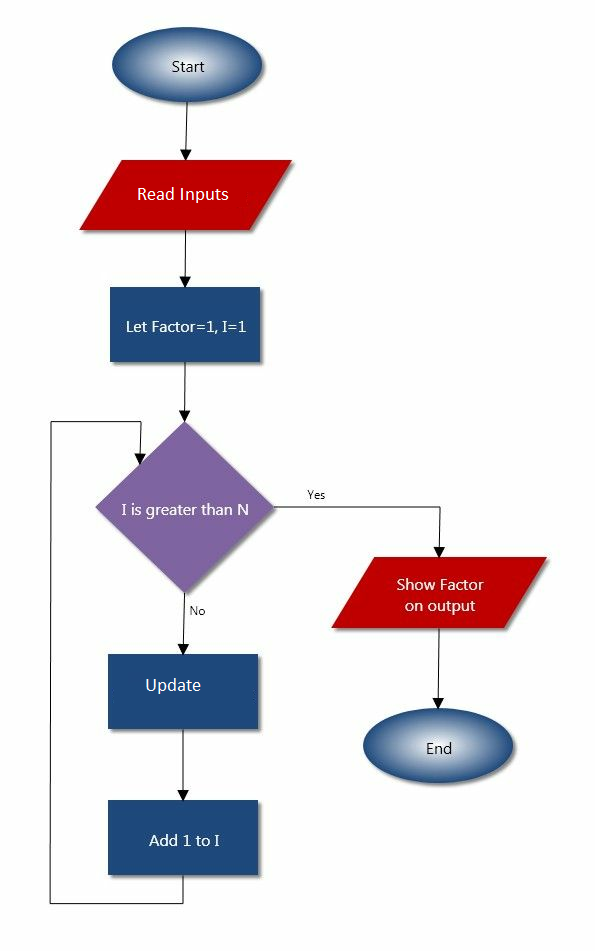 Start
Read Inputs
Let Factor=1, I=1
I is greater than N
Yes
No
Show Factor
on output
Update
Add 1 to I
End